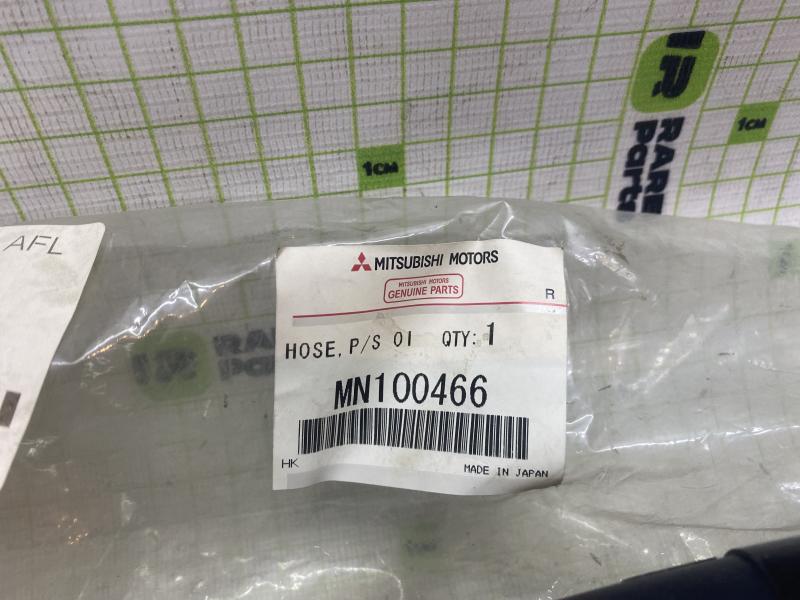 1CM
1CM
RARE
Parts
AFL
MITSUBISHI MOTORS
MITSUBISHI MOTORS
GENUINE PARTS
R
HOSE, P/S OI QTY: 1
MN100466
HK
MADE IN JAPAN